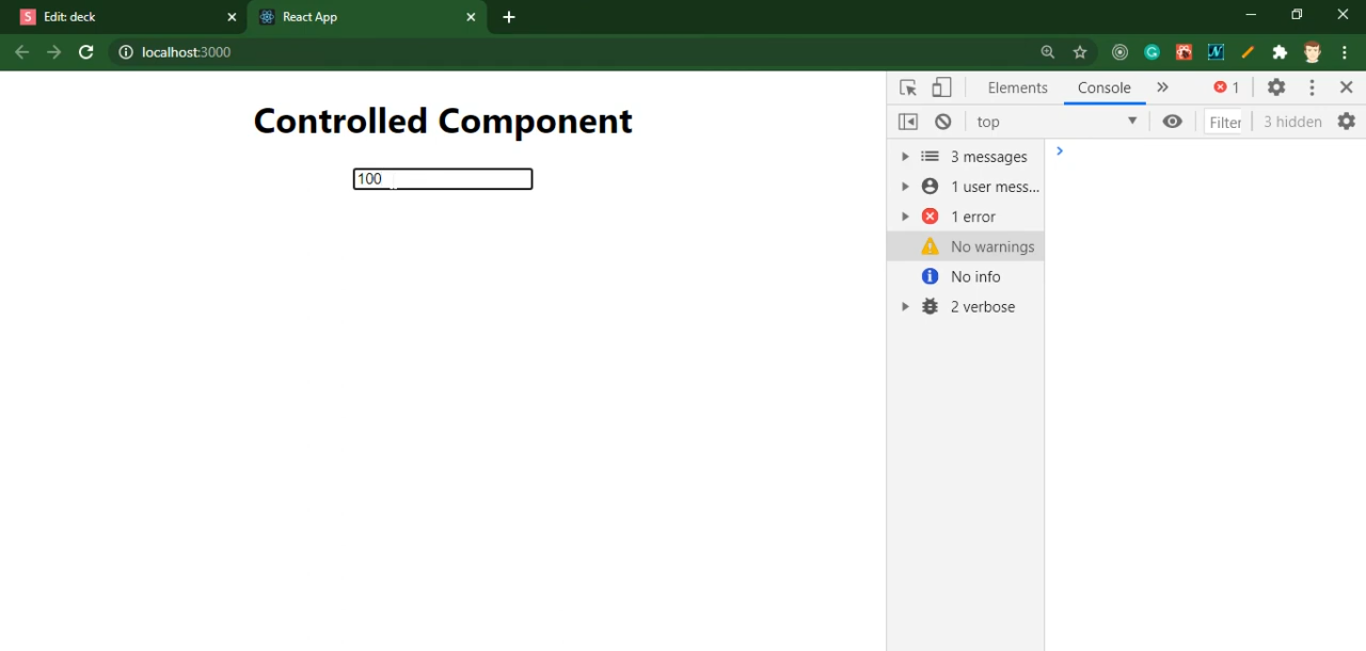 S Edit: deck
React App
localhost:3000
Elements Console 1
top Filter 3 hidden
Controlled Component
100
3 messages
1 user mess...
1 error
No warnings
No info
2 verbose